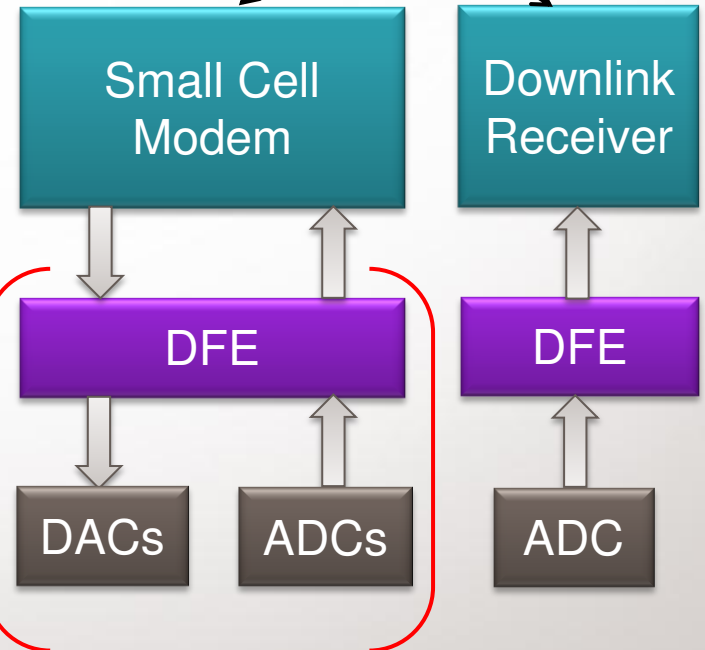 Small Cell
Modem
Downlink
Receiver
DFE
DFE
DACs
ADCs
ADC